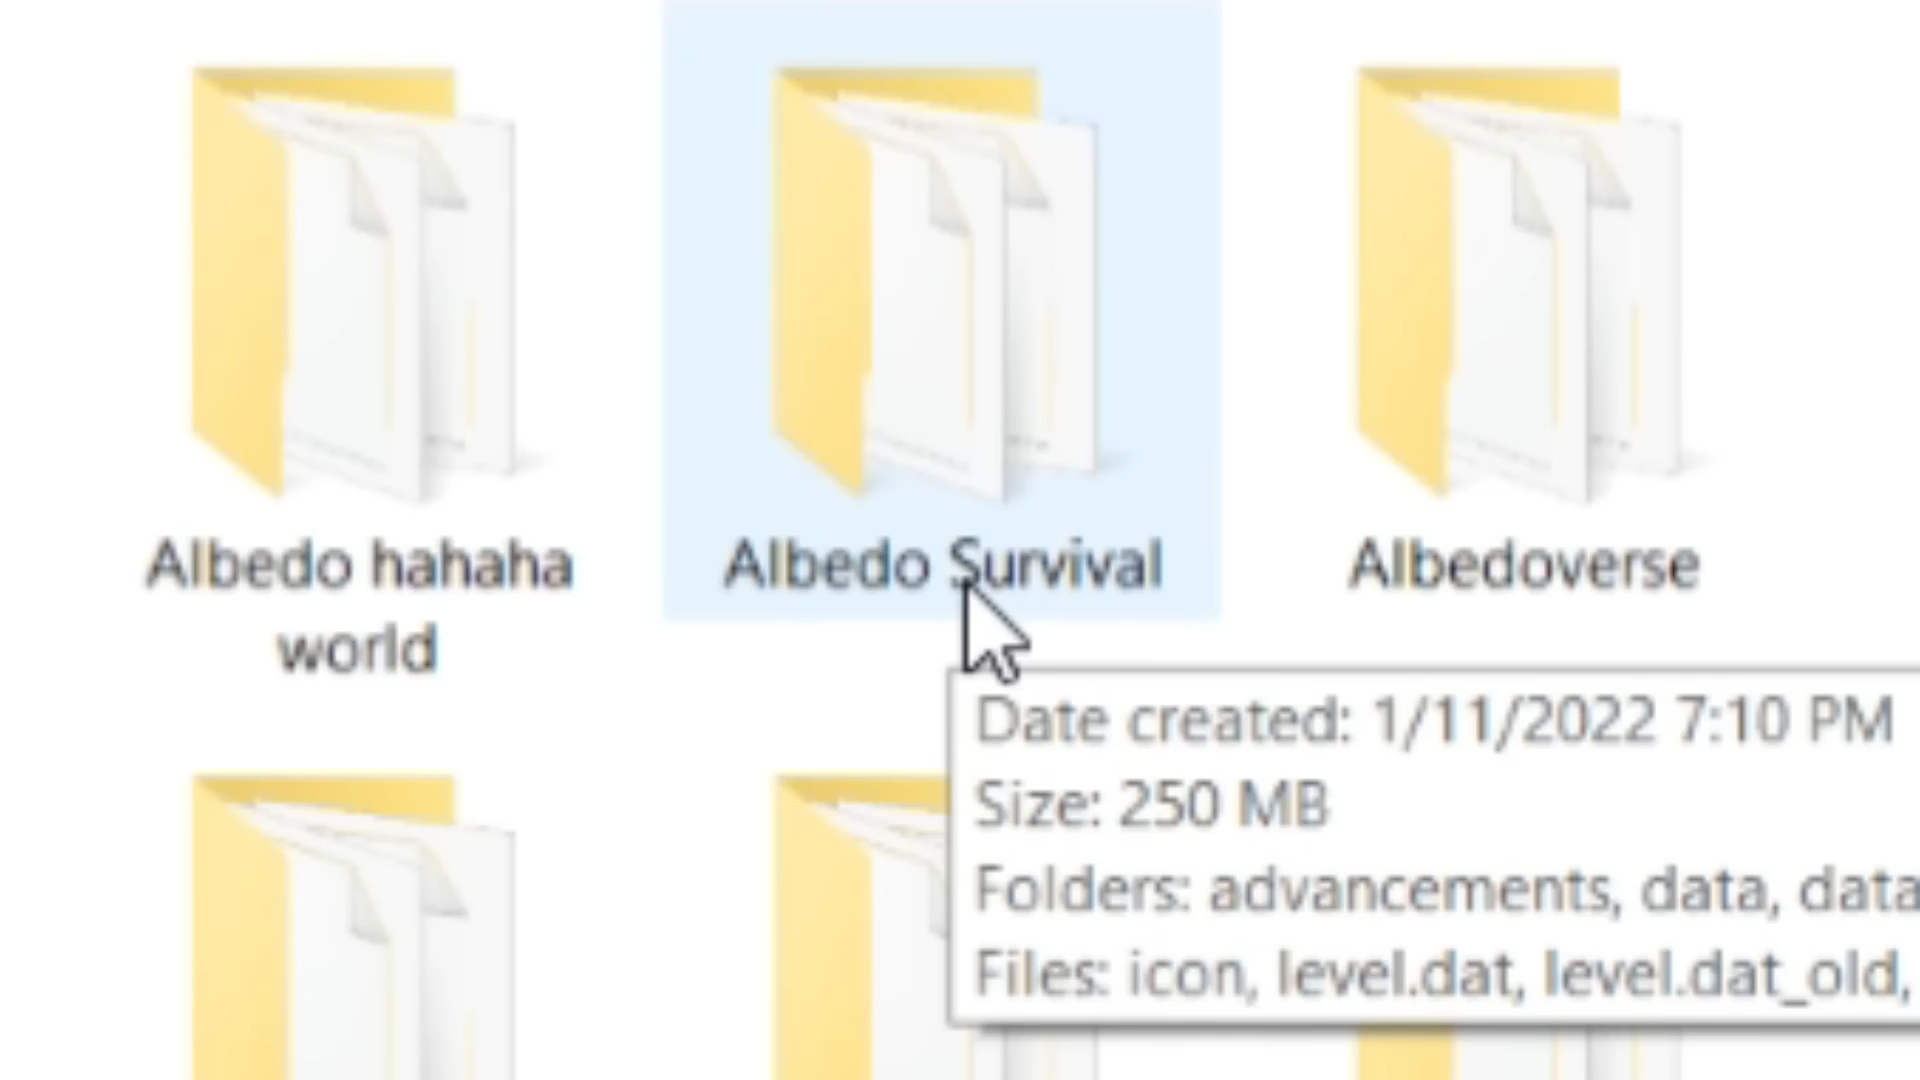 Albedo hahaha
world
Albedo Survival
Albedoverse
Date created: 1/11/2022 7:10 PM
Size: 250 MB
Folders: advancements, data, data
Files: icon, level.dat, level.dat_old,